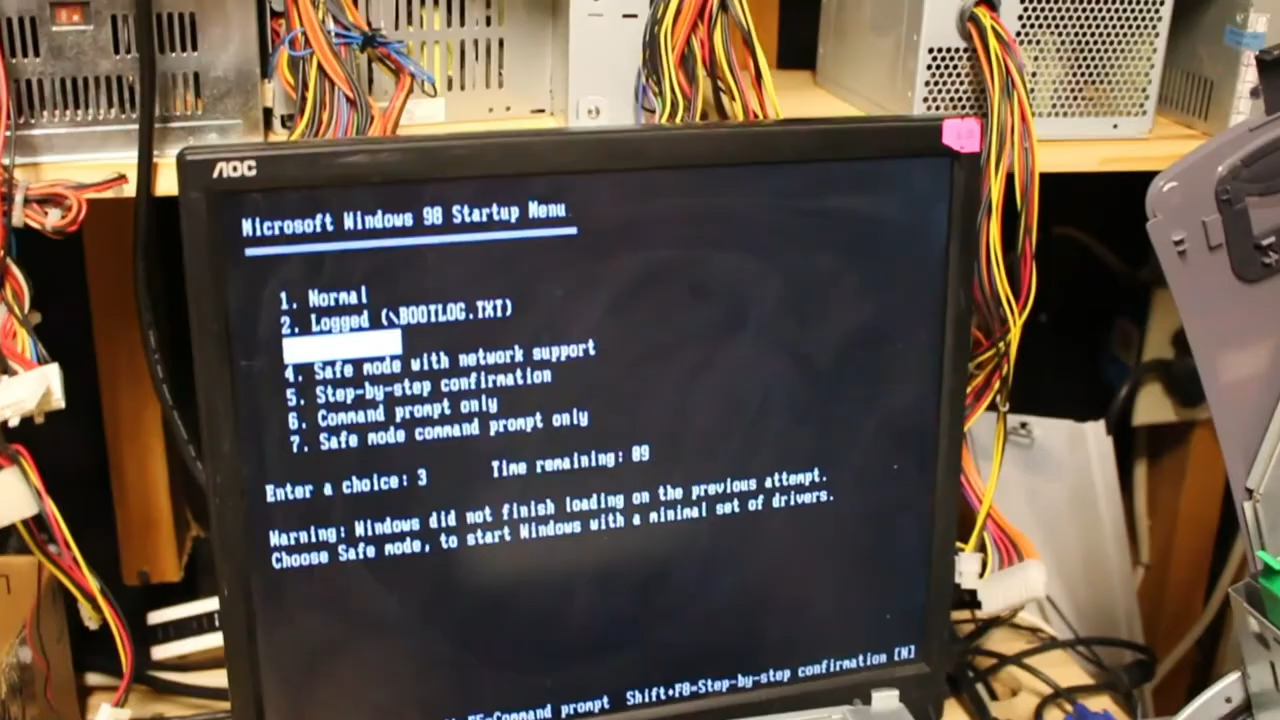 AOC
Microsoft Windows 98 Startup Menu
1. Normal
2. Logged (\BOOTLOG.TXT)
4. Safe mode with network support
5. Step-by-step confirmation
6. Command prompt only
7. Safe mode command prompt only
Enter a choice: 3 Time remaining: 09
Warning: Windows did not finish loading on the previous attempt.
Choose Safe mode, to start Windows with a minimal set of drivers.
Command prompt Shift+F8=Step-by-step confirmation [N]